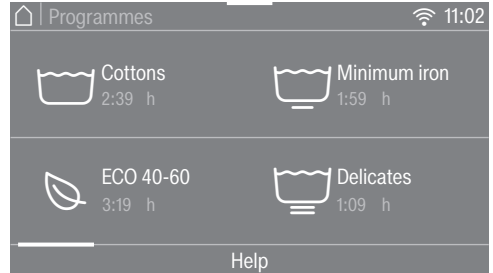 Programmes 11:02
Cottons
2:39 h
Minimum iron
1:59 h
ECO 40-60
3:19 h
Delicates
1:09 h
Help